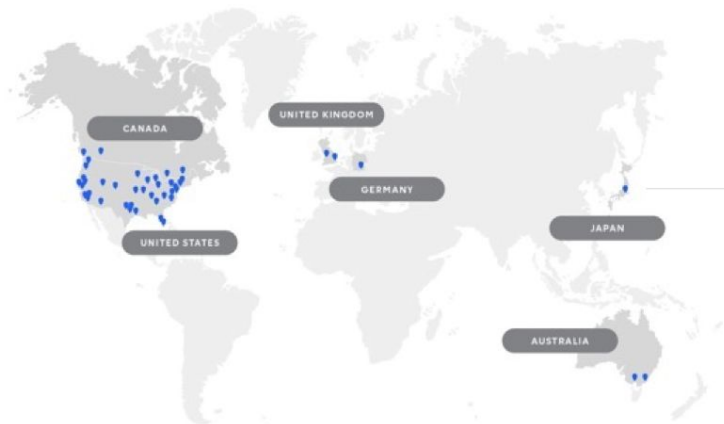 CANADA
UNITED KINGDOM
GERMANY
UNITED STATES
JAPAN
AUSTRALIA